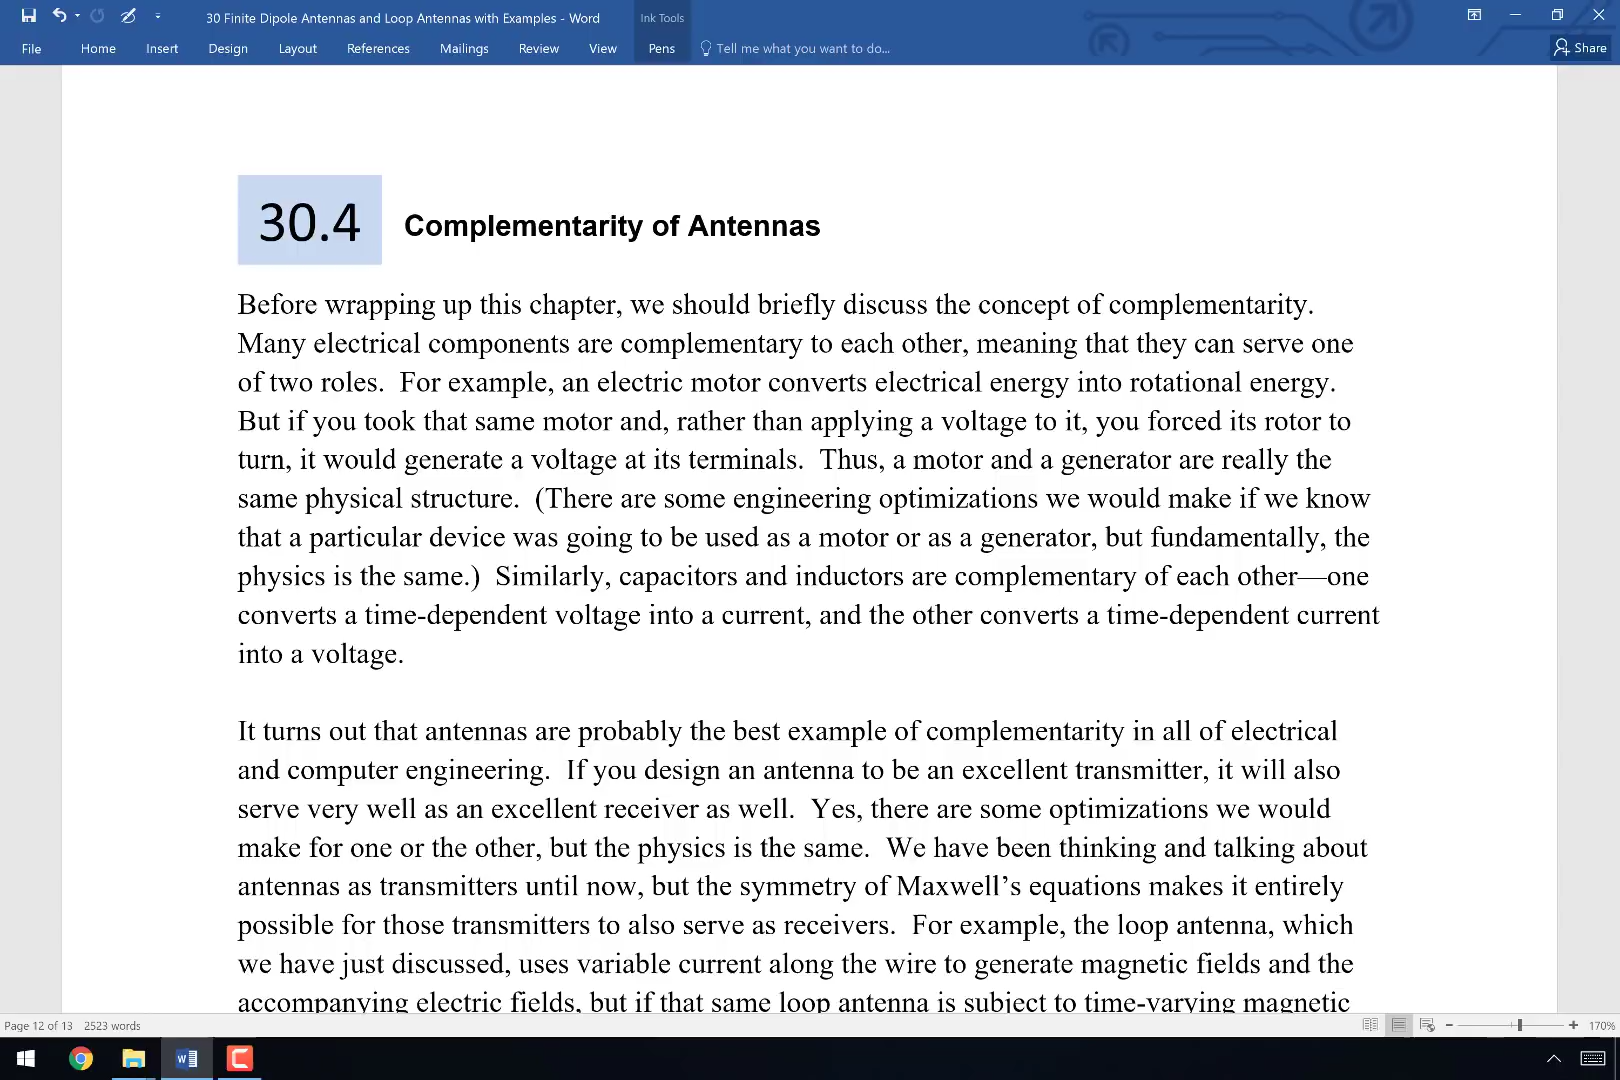 30 Finite Dipole Antennas and Loop Antennas with Examples - Word
Ink Tools
File Home Insert Design Layout References Mailings Review View Pens Tell me what you want to do... Share
30.4 Complementarity of Antennas
Before wrapping up this chapter, we should briefly discuss the concept of complementarity.
Many electrical components are complementary to each other, meaning that they can serve one
of two roles.  For example, an electric motor converts electrical energy into rotational energy.
But if you took that same motor and, rather than applying a voltage to it, you forced its rotor to
turn, it would generate a voltage at its terminals.  Thus, a motor and a generator are really the
same physical structure.  (There are some engineering optimizations we would make if we know
that a particular device was going to be used as a motor or as a generator, but fundamentally, the
physics is the same.)  Similarly, capacitors and inductors are complementary of each other—one
converts a time-dependent voltage into a current, and the other converts a time-dependent current
into a voltage.
It turns out that antennas are probably the best example of complementarity in all of electrical
and computer engineering.  If you design an antenna to be an excellent transmitter, it will also
serve very well as an excellent receiver as well.  Yes, there are some optimizations we would
make for one or the other, but the physics is the same.  We have been thinking and talking about
antennas as transmitters until now, but the symmetry of Maxwell’s equations makes it entirely
possible for those transmitters to also serve as receivers.  For example, the loop antenna, which
we have just discussed, uses variable current along the wire to generate magnetic fields and the
accompanying electric fields, but if that same loop antenna is subject to time-varying magnetic
Page 12 of 13 2523 words 170%